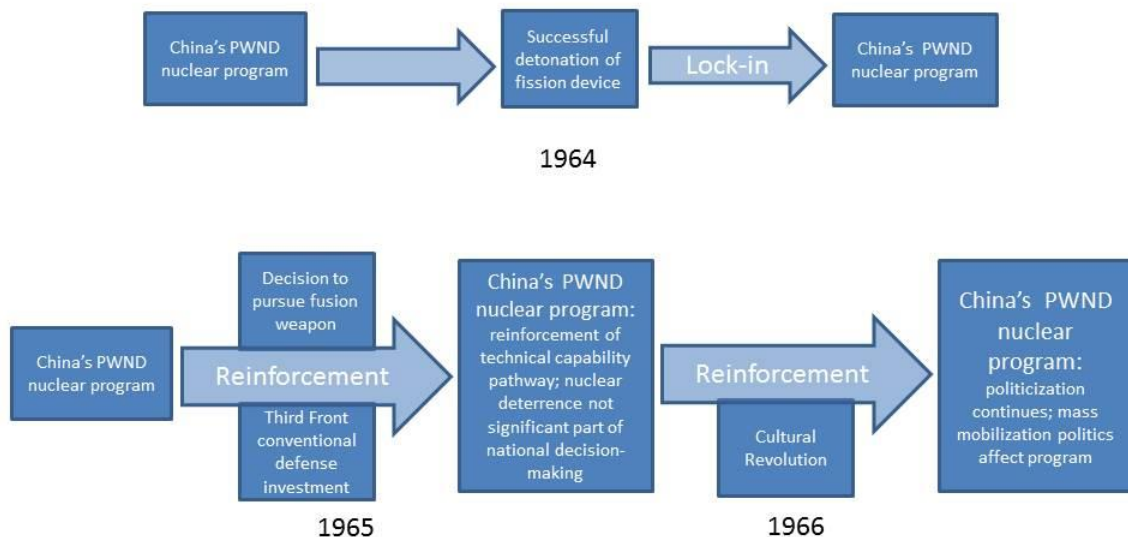 China's PWND
nuclear program
Successful
detonation of
fission device
Lock-in
China's PWND
nuclear program
1964
China's PWND
nuclear program
Decision to
pursue fusion
weapon
Reinforcement
Third Front
conventional
defense
investment
China's PWND
nuclear program:
reinforcement of
technical capability
pathway; nuclear
deterrence not
significant part of
national decision-
making
Reinforcement
Cultural
Revolution
China's PWND
nuclear
program:
politicization
continues; mass
mobilization politics
affect program
1965
1966